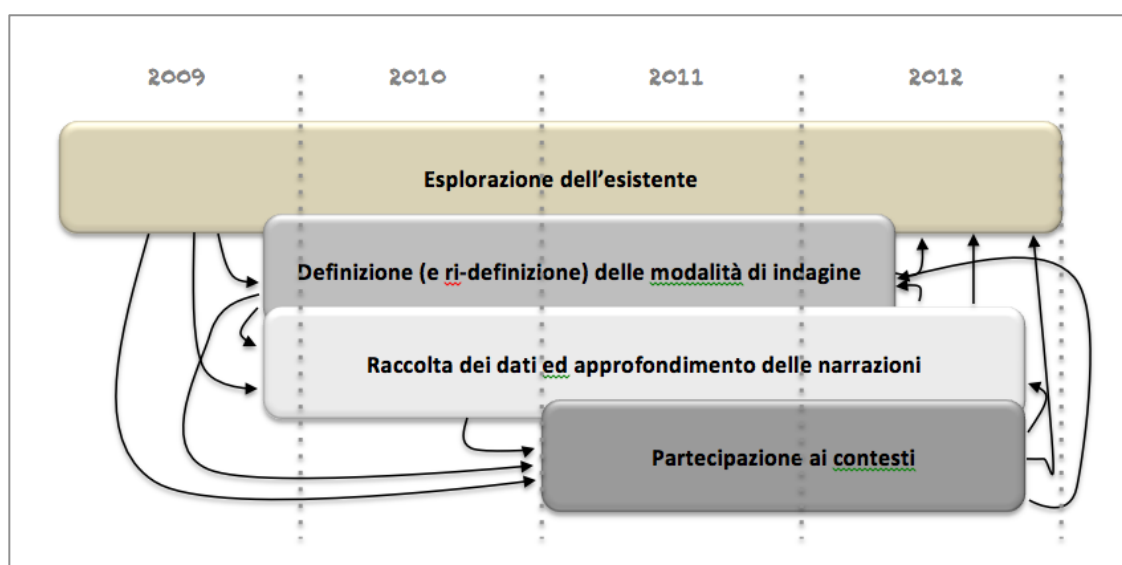 2009 2010 2011 2012
Esplorazione dell’esistente
Definizione (e ri-definizione) delle modalità di indagine
Raccolta dei dati ed approfondimento delle narrazioni
Partecipazione ai contesti